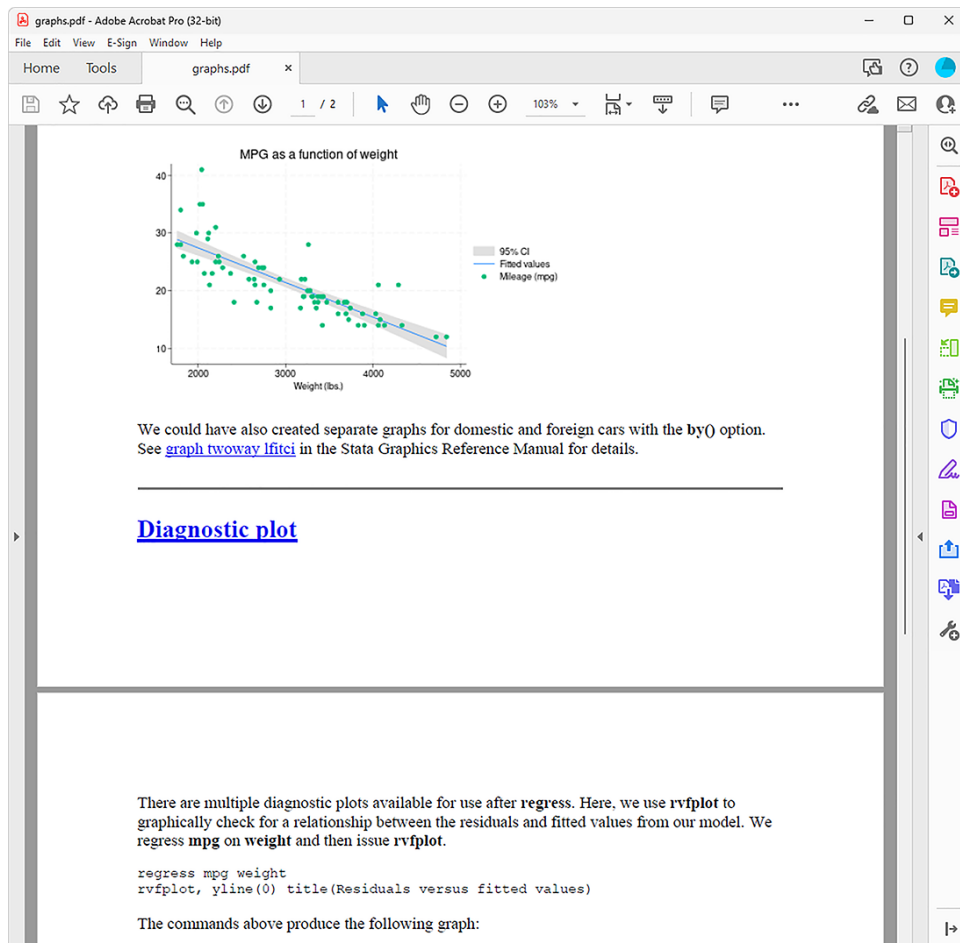 graphs.pdf - Adobe Acrobat Pro (32-bit)
File Edit View E-Sign Window Help
Home Tools graphs.pdf ×
1 / 2 103%
MPG as a function of weight
40
30
20
10
2000 3000 4000 5000
Weight (lbs.)
95% CI
Fitted values
Mileage (mpg)
We could have also created separate graphs for domestic and foreign cars with the by() option.
See graph twoway lfitci in the Stata Graphics Reference Manual for details.
Diagnostic plot
There are multiple diagnostic plots available for use after regress. Here, we use rvfplot to
graphically check for a relationship between the residuals and fitted values from our model. We
regress mpg on weight and then issue rvfplot.
regress mpg weight
rvfplot, yline(0) title(Residuals versus fitted values)
The commands above produce the following graph: